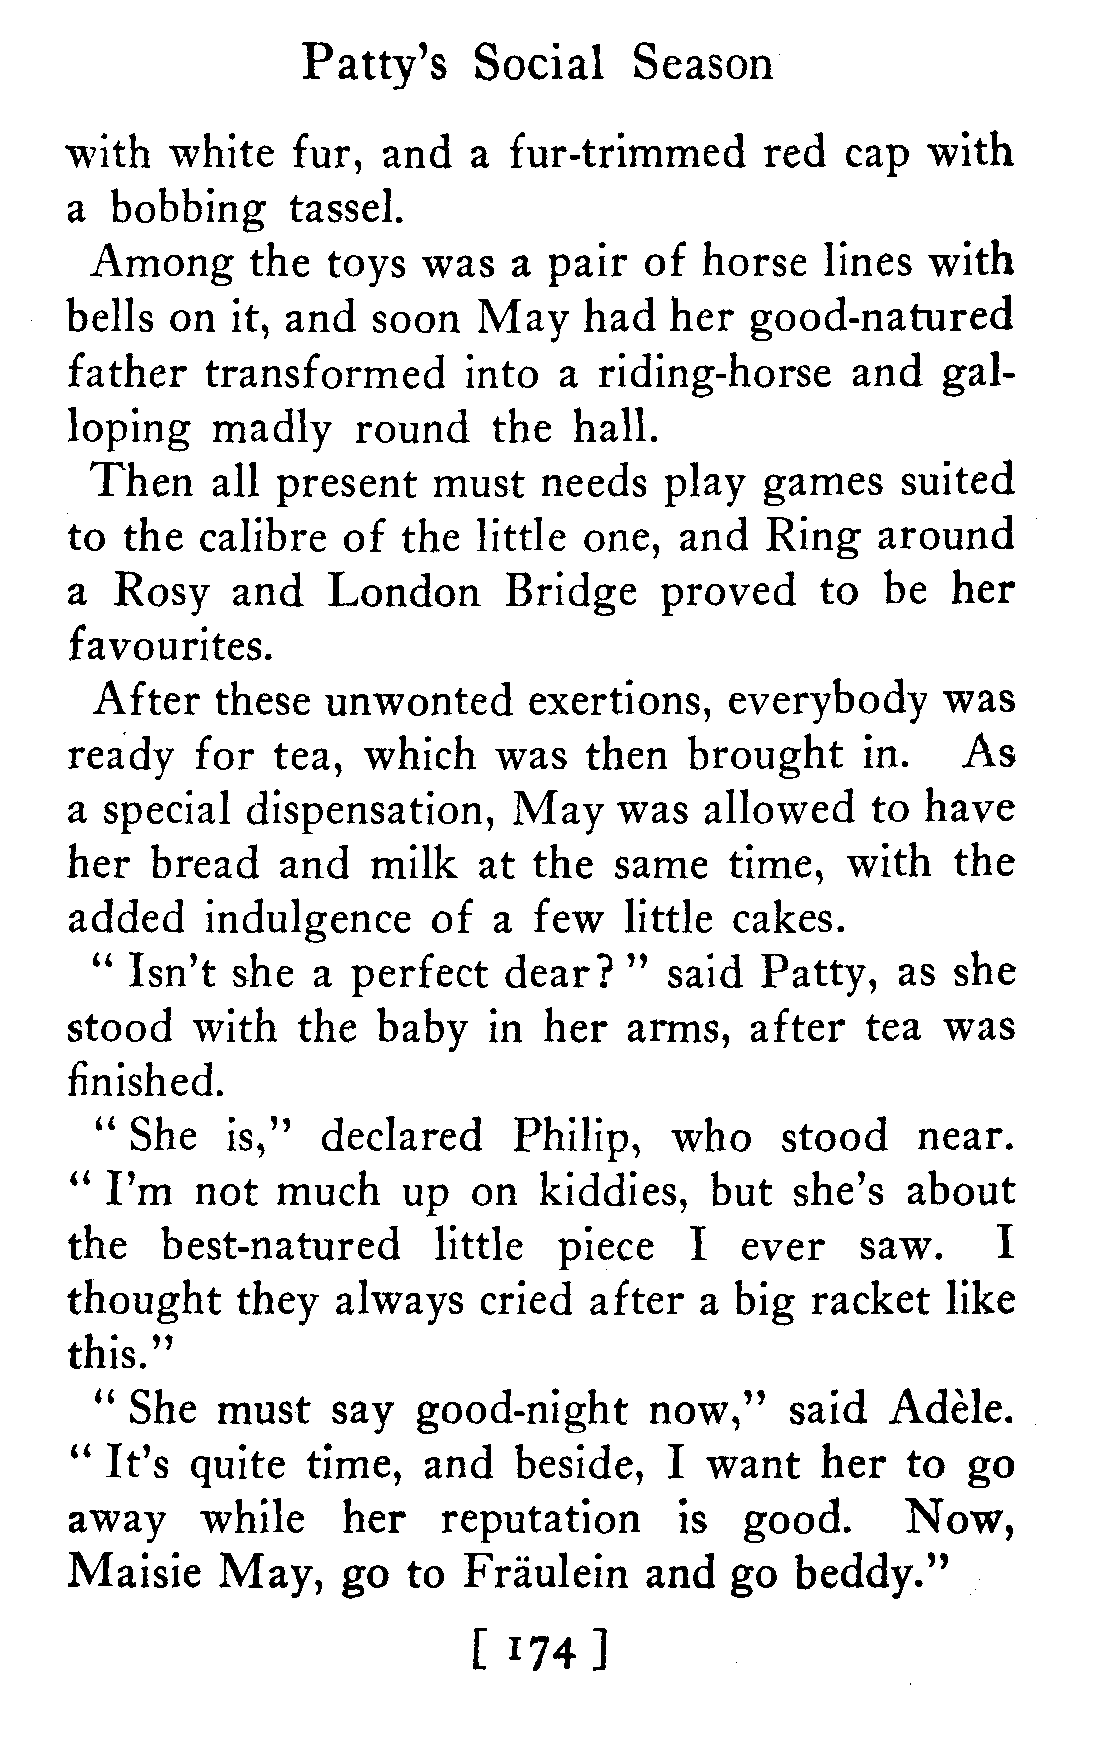 Patty's Social Season
with white fur, and a fur-trimmed red cap with
a bobbing tassel.
Among the toys was a pair of horse lines with
bells on it, and soon May had her good-natured
father transformed into a riding-horse and gal-
loping madly round the hall.
Then all present must needs play games suited
to the calibre of the little one, and Ring around
a Rosy and London Bridge proved to be her
favourites.
After these unwonted exertions, everybody was
ready for tea, which was then brought in. As
a special dispensation, May was allowed to have
her bread and milk at the same time, with the
added indulgence of a few little cakes.
" Isn't she a perfect dear? " said Patty, as she
stood with the baby in her arms, after tea was
finished.
" She is," declared Philip, who stood near.
" I'm not much up on kiddies, but she's about
the best-natured little piece I ever saw. I
thought they always cried after a big racket like
this."
" She must say good-night now," said Adèle.
" It's quite time, and beside, I want her to go
away while her reputation is good. Now,
Maisie May, go to Fräulein and go beddy."
[ 174 ]